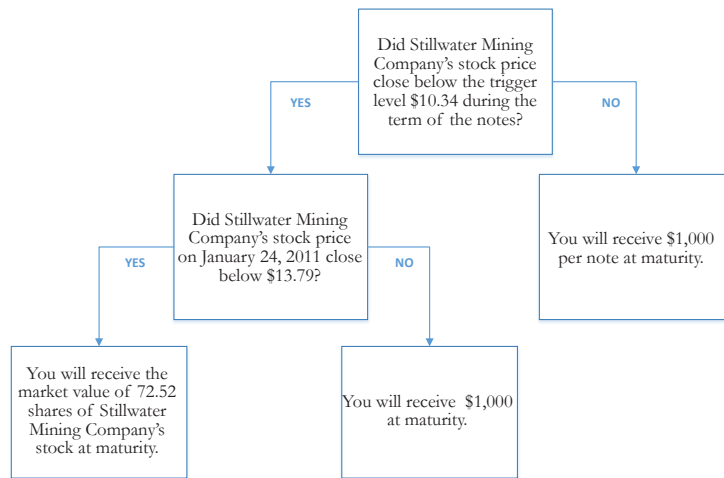 Did Stillwater Mining
Company's stock price
close below the trigger
level $10.34 during the
term of the notes?
YES
NO
Did Stillwater Mining
Company's stock price
on January 24, 2011 close
below $13.79?
You will receive $1,000
per note at maturity.
YES
NO
You will receive the
market value of 72.52
shares of Stillwater
Mining Company's
stock at maturity.
You will receive  $1,000
at maturity.